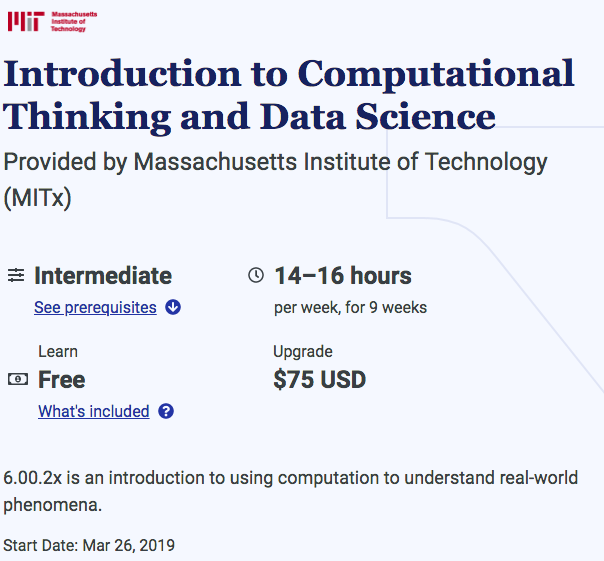 Massachusetts
Institute of
Technology
Introduction to Computational
Thinking and Data Science
Provided by Massachusetts Institute of Technology
(MITx)
Intermediate
See prerequisites
14–16 hours
per week, for 9 weeks
Learn
Free
What's included
?
Upgrade
$75 USD
6.00.2x is an introduction to using computation to understand real-world
phenomena.
Start Date: Mar 26, 2019